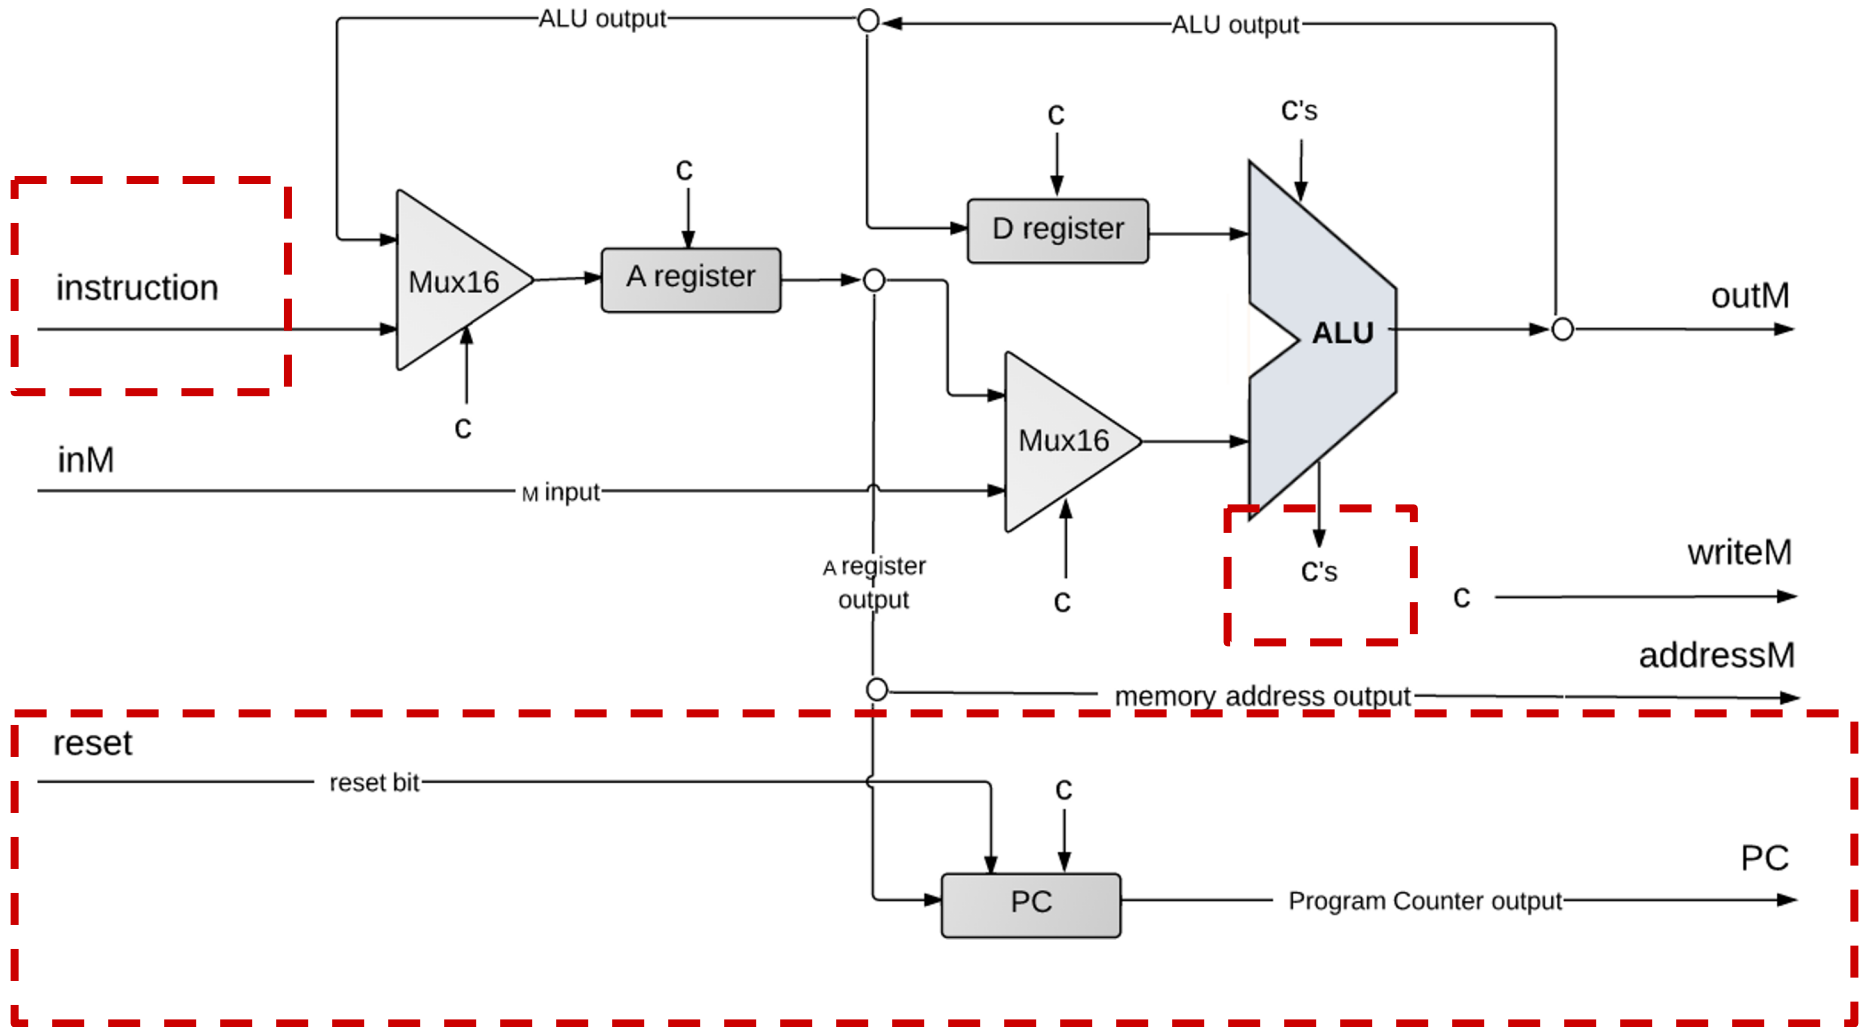 ALU output
ALU output
c
c's
c
D register
instruction
Mux16
A register
outM
ALU
c
inM
Mux16
M input
writeM
A register
output
c
c's
c
addressM
memory address output
reset
reset bit
c
PC
PC
Program Counter output